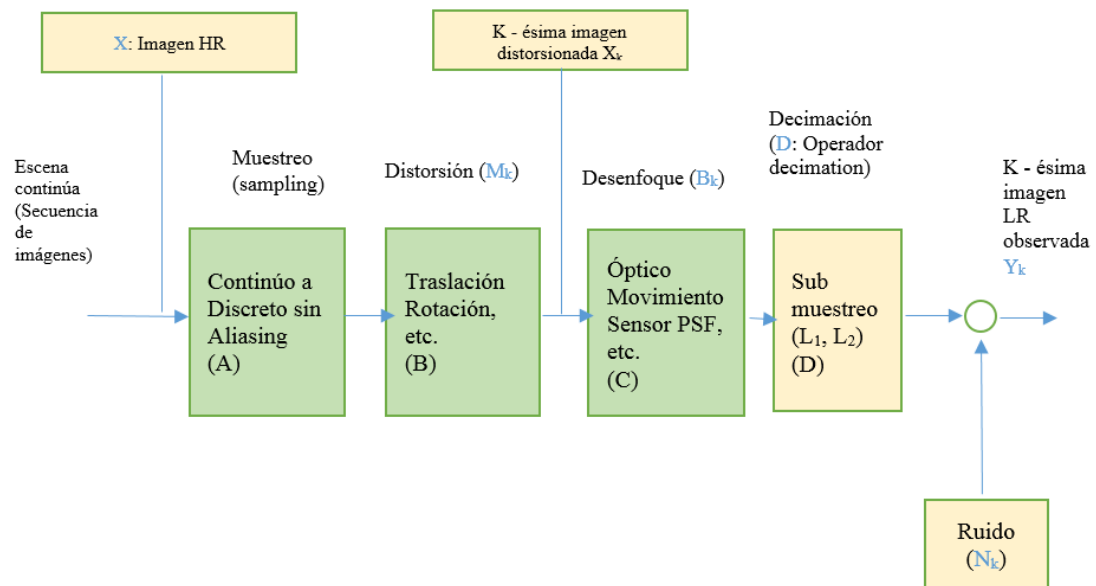 X: Imagen HR
K - ésima imagen
distorsionada Xₖ
Escena
continúa
(Secuencia
de
imágenes)
Muestreo
(sampling)
Distorsión (Mₖ)
Desenfoque (Bₖ)
Decimación
(D: Operador
decimation)
K - ésima
imagen
LR
observada
Yₖ
Continúo a
Discreto sin
Aliasing
(A)
Traslación
Rotación,
etc.
(B)
Óptico
Movimiento
Sensor PSF,
etc.
(C)
Sub
muestreo
(L₁, L₂)
(D)
Ruido
(Nₖ)